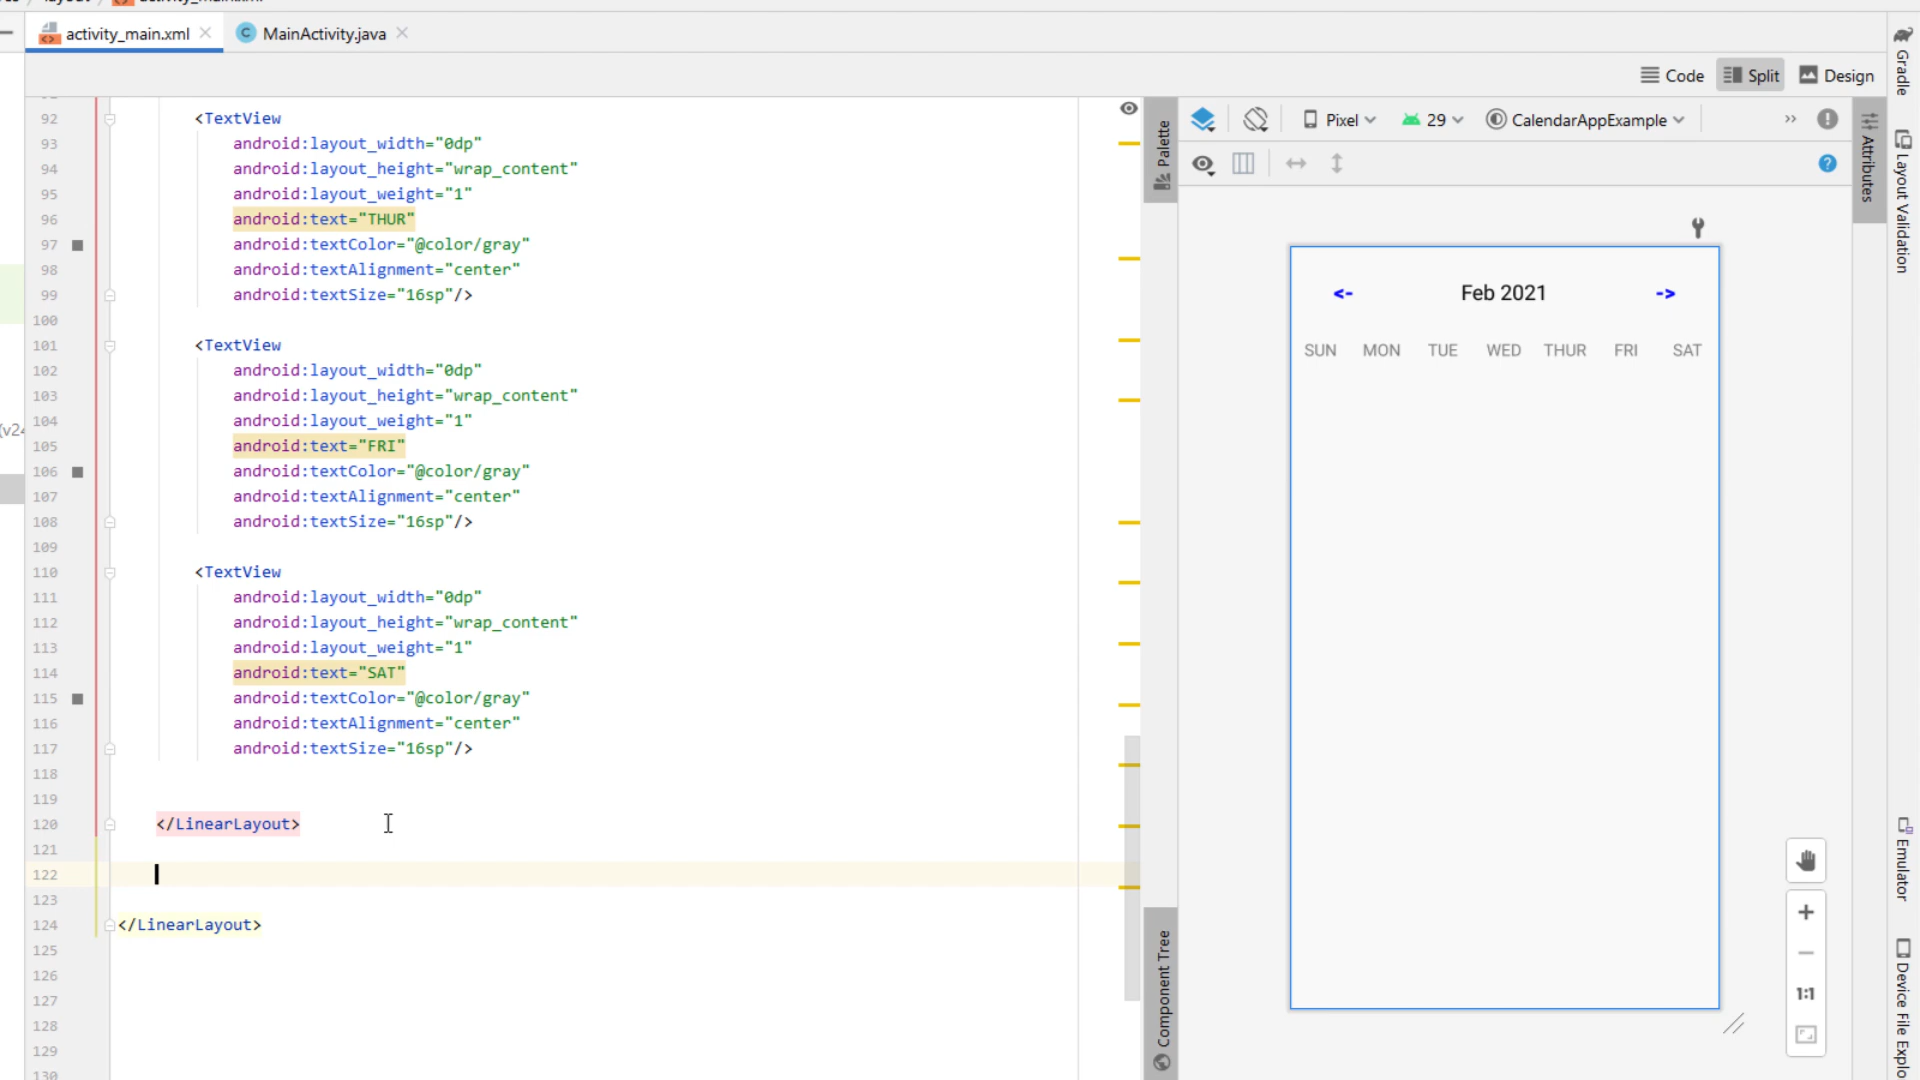 activity_main.xml
MainActivity.java
Code
Split
Design
92 <TextView
93 android:layout_width="0dp"
94 android:layout_height="wrap_content"
95 android:layout_weight="1"
96 android:text="THUR"
97 android:textColor="@color/gray"
98 android:textAlignment="center"
99 android:textSize="16sp"/>
100
101 <TextView
102 android:layout_width="0dp"
103 android:layout_height="wrap_content"
104 android:layout_weight="1"
105 android:text="FRI"
106 android:textColor="@color/gray"
107 android:textAlignment="center"
108 android:textSize="16sp"/>
109
110 <TextView
111 android:layout_width="0dp"
112 android:layout_height="wrap_content"
113 android:layout_weight="1"
114 android:text="SAT"
115 android:textColor="@color/gray"
116 android:textAlignment="center"
117 android:textSize="16sp"/>
118
119
120 </LinearLayout>
121
122
123
124 </LinearLayout>
125
126
127
128
129
130
(v24
Palette
Component Tree
Pixel
29
CalendarAppExample
<- Feb 2021 ->
SUN MON TUE WED THUR FRI SAT
1:1
Attributes
Gradle
Layout Validation
Emulator
Device File Explo